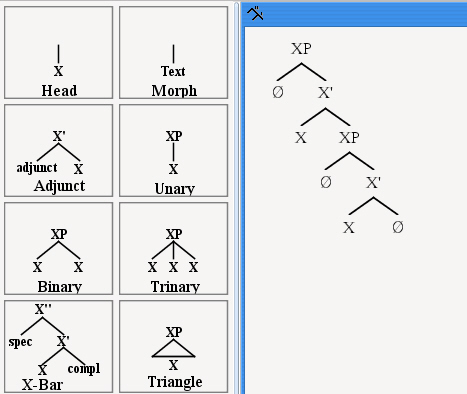 X
Head
Text
Morph
X'
adjunct X
Adjunct
XP
X
Unary
XP
X X
Binary
XP
X X X
Trinary
X''
spec X'
X compl
X-Bar
XP
X
Triangle
XP
Ø X'
X XP
Ø X'
X Ø